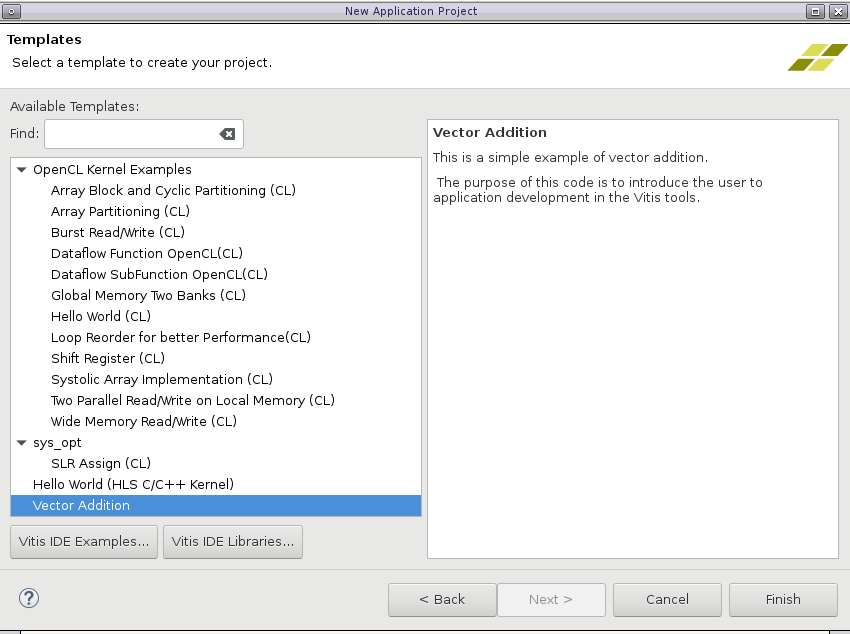 New Application Project
Templates
Select a template to create your project.
Available Templates:
Find:
OpenCL Kernel Examples
Array Block and Cyclic Partitioning (CL)
Array Partitioning (CL)
Burst Read/Write (CL)
Dataflow Function OpenCL(CL)
Dataflow SubFunction OpenCL(CL)
Global Memory Two Banks (CL)
Hello World (CL)
Loop Reorder for better Performance(CL)
Shift Register (CL)
Systolic Array Implementation (CL)
Two Parallel Read/Write on Local Memory (CL)
Wide Memory Read/Write (CL)
sys_opt
SLR Assign (CL)
Hello World (HLS C/C++ Kernel)
Vector Addition
Vitis IDE Examples... Vitis IDE Libraries...
Vector Addition
This is a simple example of vector addition.
The purpose of this code is to introduce the user to
application development in the Vitis tools.
? < Back Next > Cancel Finish